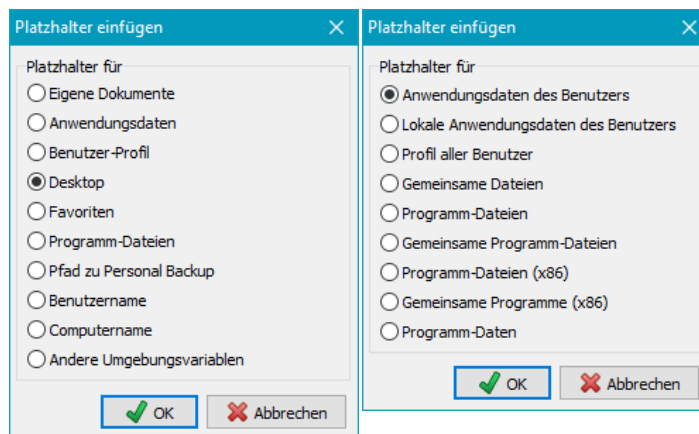 Platzhalter einfügen
Platzhalter für
Eigene Dokumente
Anwendungsdaten
Benutzer-Profil
Desktop
Favoriten
Programm-Dateien
Pfad zu Personal Backup
Benutzername
Computername
Andere Umgebungsvariablen
OK
Abbrechen
Platzhalter einfügen
Platzhalter für
Anwendungsdaten des Benutzers
Lokale Anwendungsdaten des Benutzers
Profil aller Benutzer
Gemeinsame Dateien
Programm-Dateien
Gemeinsame Programm-Dateien
Programm-Dateien (x86)
Gemeinsame Programme (x86)
Programm-Daten
OK
Abbrechen